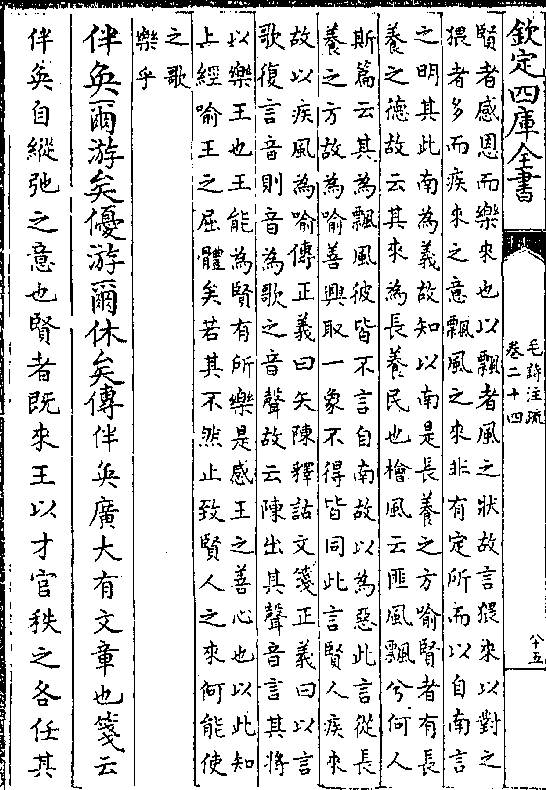 欽定四庫全書
毛詩注疏
卷二十四
十五
賢者感恩而樂來也以飄者風之狀故言猥來以對之
猥者多而疾來之意飄風之來非有定所而以自南言
之明其此南為義故知以南是長養之方喻賢者有長
養之德故云其來為長養民也檜風云匪風飄兮何人
斯篇云其為飄風彼皆不言自南故以為惡此言從長
養之方故為喻善興取一象不得皆同此言賢人疾來
故以疾風為喻傳正義曰矢陳釋詁文箋正義曰以言
歌復言音則音為歌之音聲故云陳出其聲音言其將
以樂王也王能為賢有所樂是感王之善心也以此知
上經喻王之屈體矣若其不然止致賢人之來何能使
之歌
樂乎
伴奐爾游矣優游爾休矣傳伴奐廣大有文章也箋云
伴奐自縱弛之意也賢者既來王以才官秩之各任其